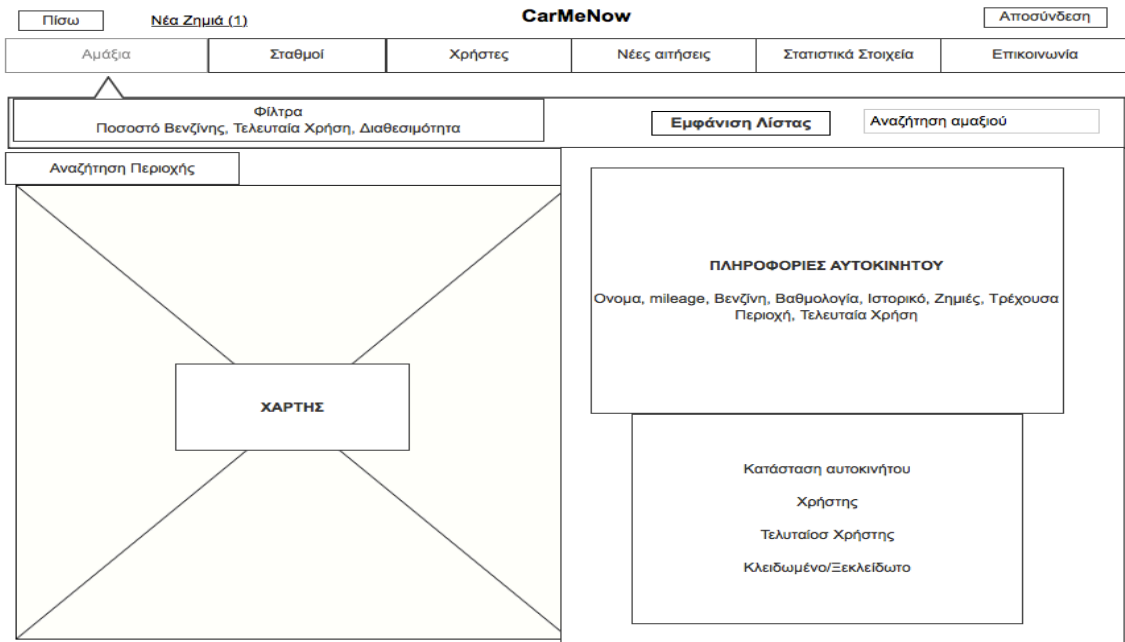 Πίσω
Νέα Ζημιά (1)
CarMeNow
Αποσύνδεση
Αμάξια
Σταθμοί
Χρήστες
Νέες αιτήσεις
Στατιστικά Στοιχεία
Επικοινωνία
Φίλτρα
Ποσοστό Βενζίνης, Τελευταία Χρήση, Διαθεσιμότητα
Εμφάνιση Λίστας
Αναζήτηση αμαξιού
Αναζήτηση Περιοχής
ΧΑΡΤΗΣ
ΠΛΗΡΟΦΟΡΙΕΣ ΑΥΤΟΚΙΝΗΤΟΥ
Ονομα, mileage, Βενζίνη, Βαθμολογία, Ιστορικό, Ζημιές, Τρέχουσα
Περιοχή, Τελευταία Χρήση
Κατάσταση αυτοκινήτου
Χρήστης
Τελυταίοσ Χρήστης
Κλειδωμένο/Ξεκλείδωτο